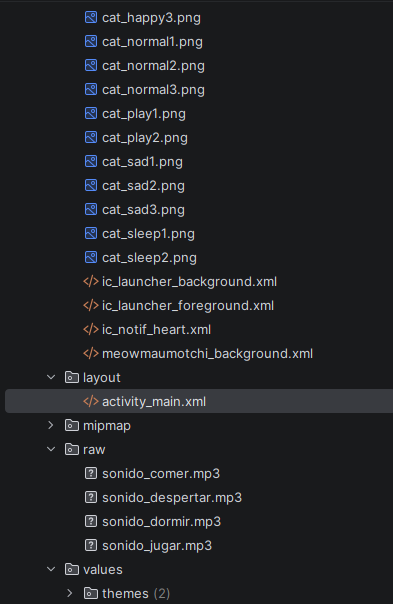 cat_happy3.png
cat_normal1.png
cat_normal2.png
cat_normal3.png
cat_play1.png
cat_play2.png
cat_sad1.png
cat_sad2.png
cat_sad3.png
cat_sleep1.png
cat_sleep2.png
ic_launcher_background.xml
ic_launcher_foreground.xml
ic_notif_heart.xml
meowmaumotchi_background.xml
layout
activity_main.xml
mipmap
raw
sonido_comer.mp3
sonido_despertar.mp3
sonido_dormir.mp3
sonido_jugar.mp3
values
themes (2)